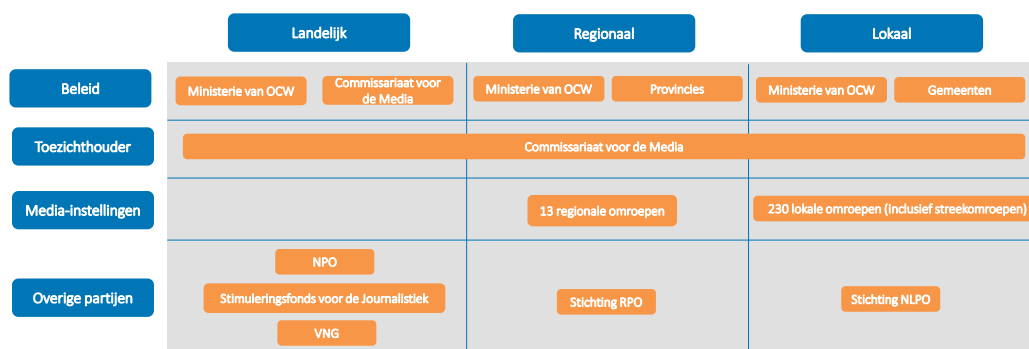 Landelijk
Regionaal
Lokaal
Beleid
Ministerie van OCW
Commissariaat voor
de Media
Ministerie van OCW
Provincies
Ministerie van OCW
Gemeenten
Toezichthouder
Commissariaat voor de Media
Media-instellingen
13 regionale omroepen
230 lokale omroepen (inclusief streekomroepen)
Overige partijen
NPO
Stimuleringsfonds voor de Journalistiek
VNG
Stichting RPO
Stichting NLPO